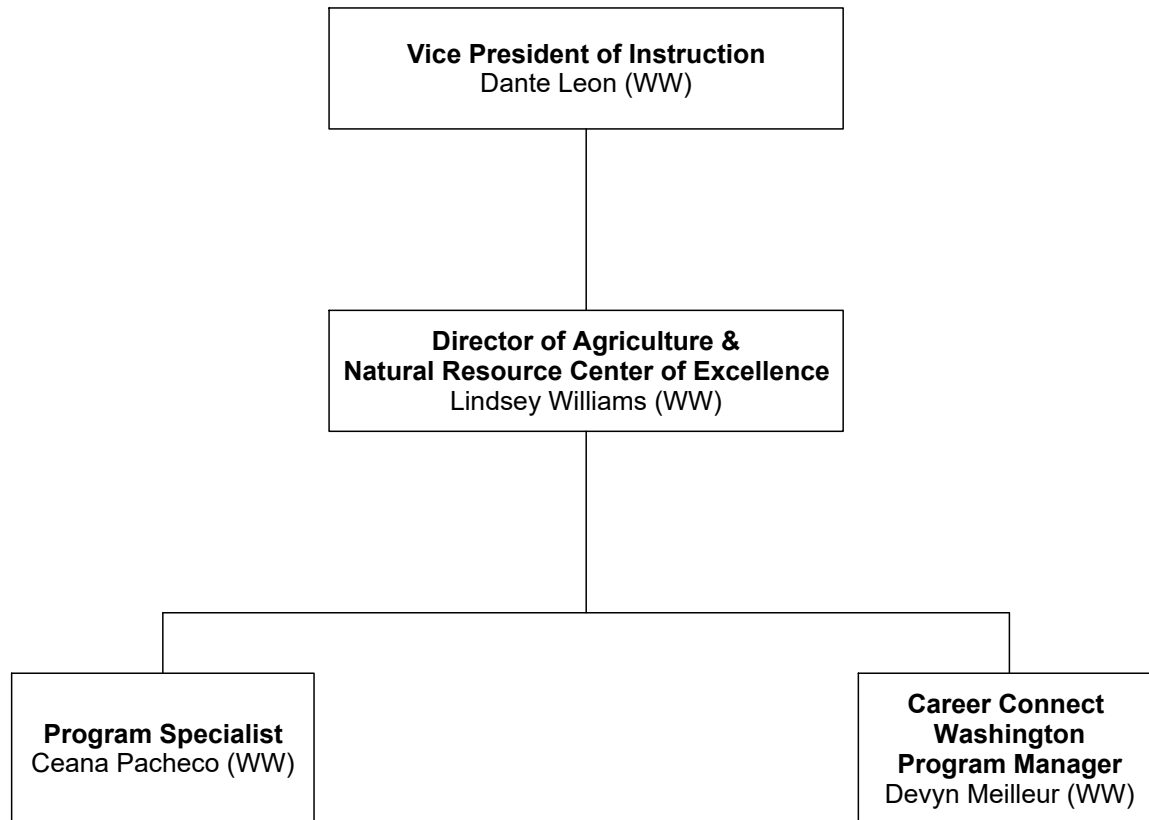 Vice President of Instruction
Dante Leon (WW)
Director of Agriculture &
Natural Resource Center of Excellence
Lindsey Williams (WW)
Program Specialist
Ceana Pacheco (WW)
Career Connect
Washington
Program Manager
Devyn Meilleur (WW)